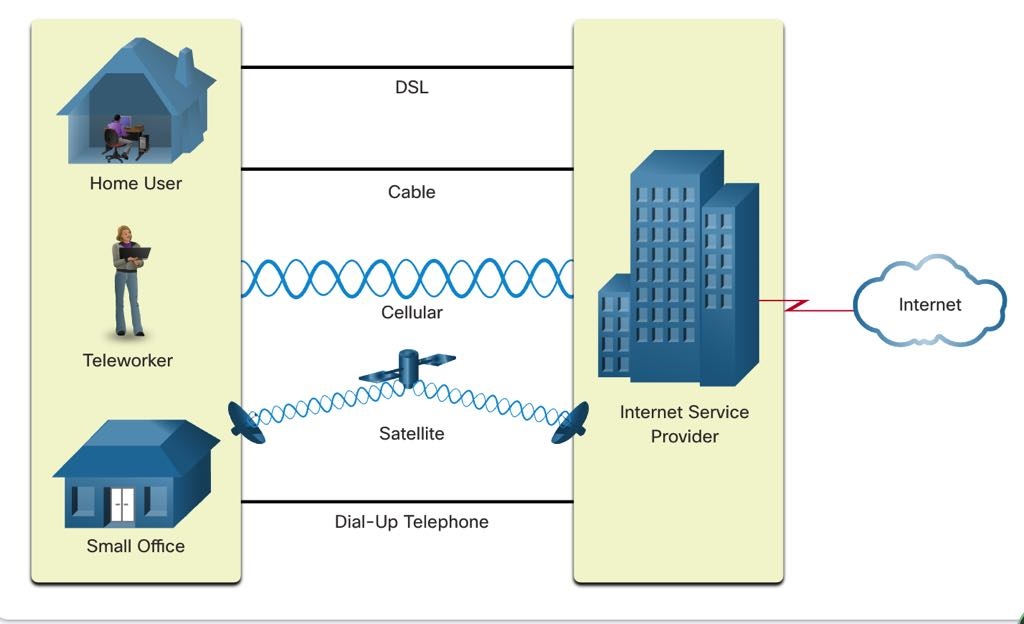 Home User
Teleworker
Small Office
DSL
Cable
Cellular
Satellite
Dial-Up Telephone
Internet Service
Provider
Internet